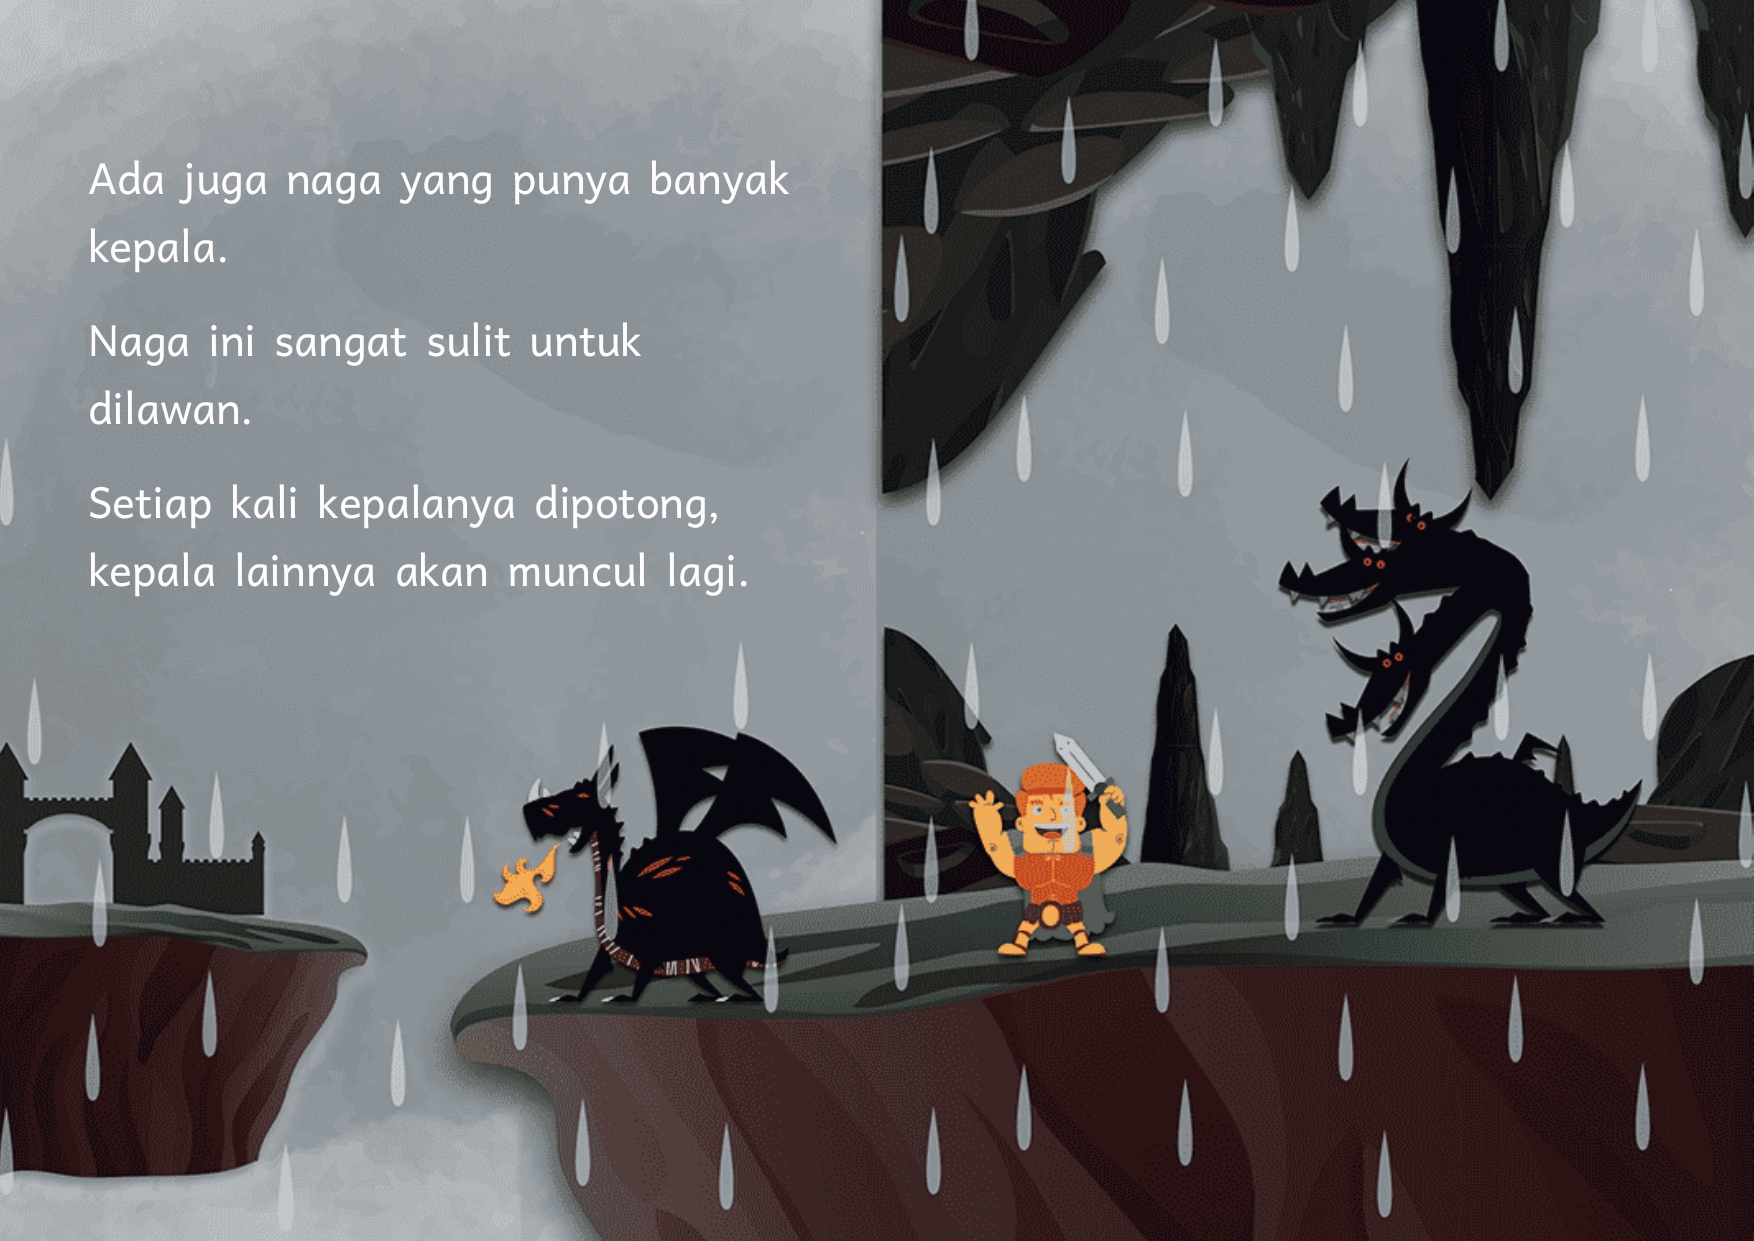 Ada juga naga yang punya banyak
kepala.
Naga ini sangat sulit untuk
dilawan.
Setiap kali kepalanya dipotong,
kepala lainnya akan muncul lagi.